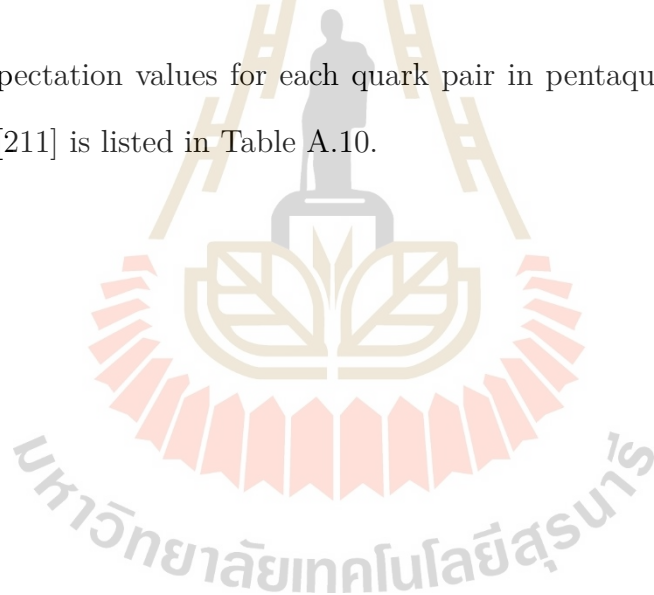 pectation values for each quark pair in pentaqu
[211] is listed in Table A.10.
มหาวิทยาลัยเทคโนโลยีสุรนารี